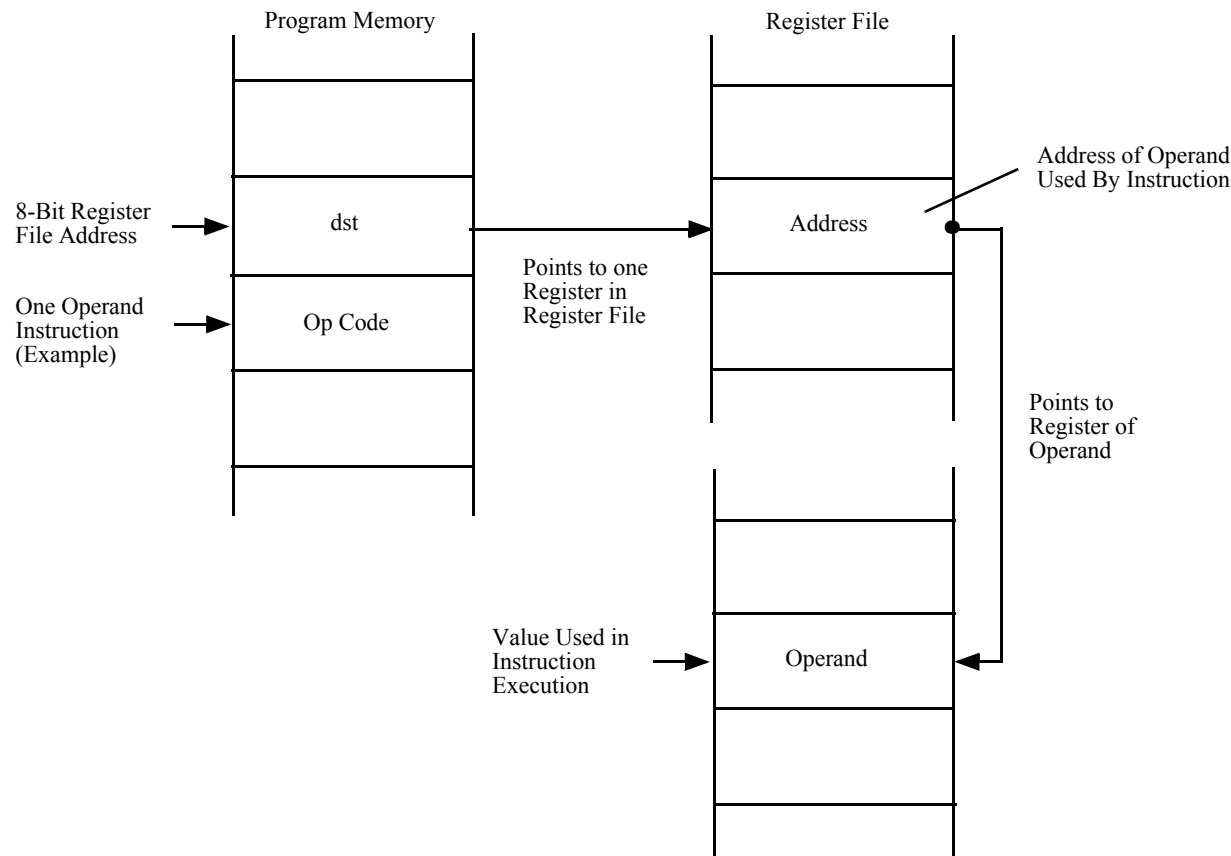 Program Memory
Register File
Address of Operand
Used By Instruction
8-Bit Register
File Address
dst
Address
Points to one
Register in
Register File
One Operand
Instruction
(Example)
Op Code
Points to
Register of
Operand
Value Used in
Instruction
Execution
Operand